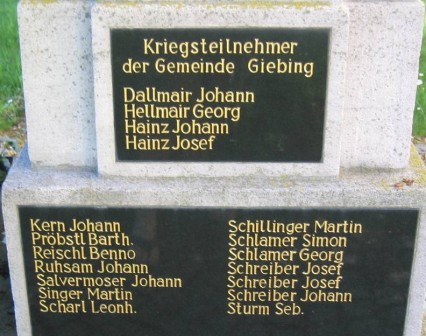 Kriegsteilnehmer
der Gemeinde Giebing
Dallmair Johann
Hellmair Georg
Hainz Johann
Hainz Josef
Kern Johann
Pröbstl Barth.
Reischl Benno
Ruhsam Johann
Salvermoser Johann
Singer Martin
Scharl Leonh.
Schillinger Martin
Schlamer Simon
Schlamer Georg
Schreiber Josef
Schreiber Josef
Schreiber Johann
Sturm Seb.